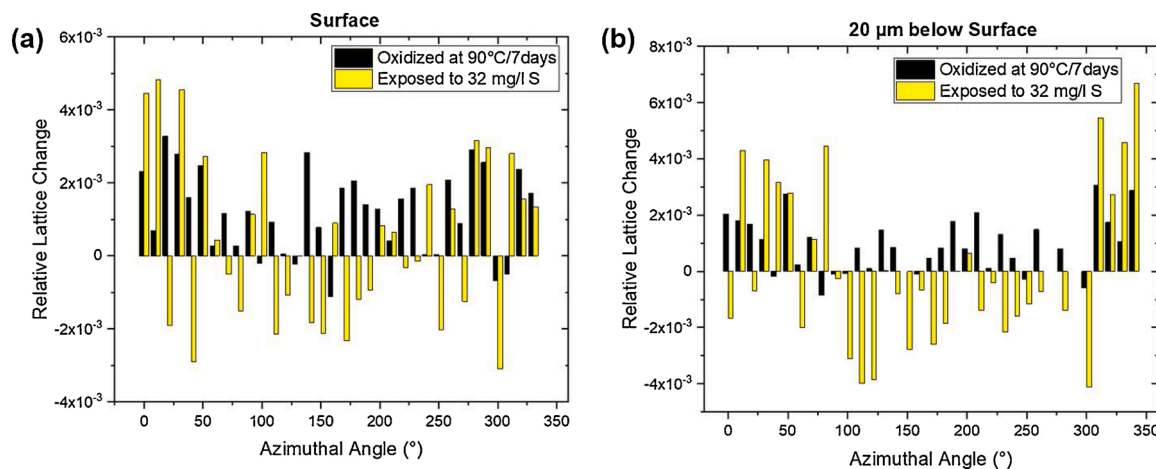 (a)
Surface
6x10⁻³
4x10⁻³
2x10⁻³
0
-2x10⁻³
-4x10⁻³
Relative Lattice Change
Oxidized at 90°C/7days
Exposed to 32 mg/l S
0 50 100 150 200 250 300 350
Azimuthal Angle (°)
(b)
20 µm below Surface
8x10⁻³
6x10⁻³
4x10⁻³
2x10⁻³
0
-2x10⁻³
-4x10⁻³
Relative Lattice Change
Oxidized at 90°C/7days
Exposed to 32 mg/l S
0 50 100 150 200 250 300 350
Azimuthal Angle (°)